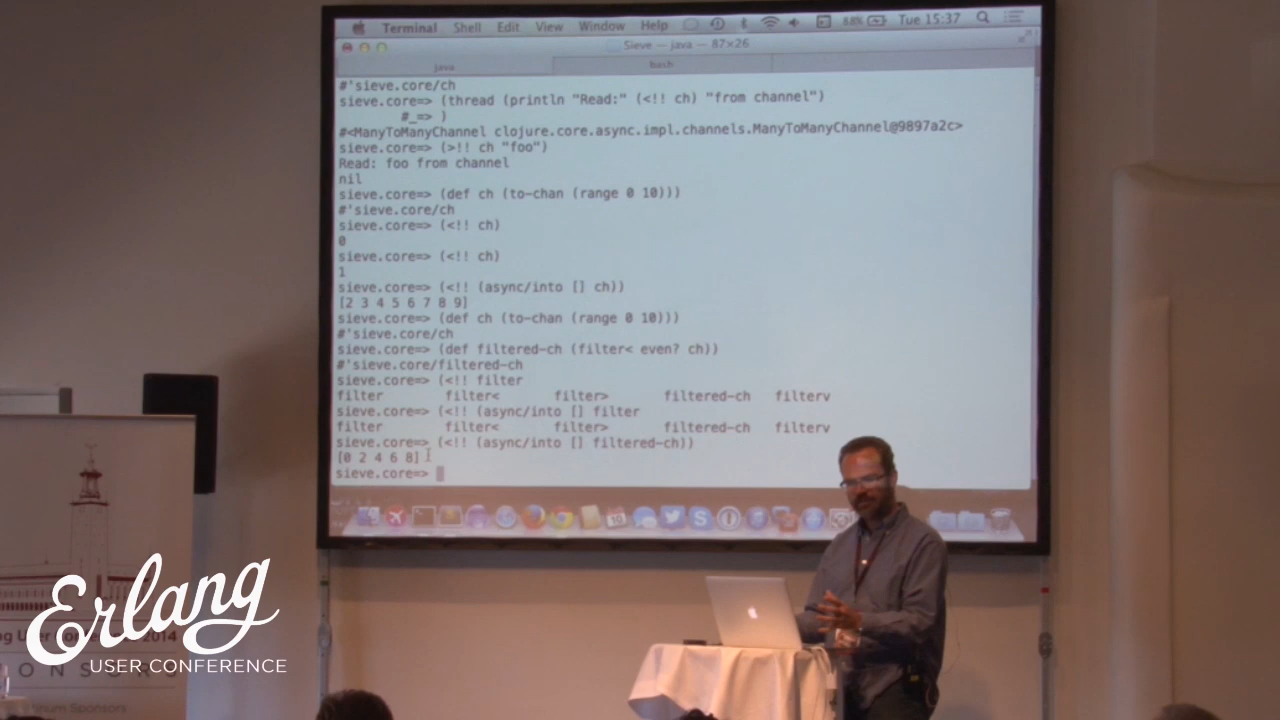 Terminal Shell Edit View Window Help 88% Tue 15:37
Sieve — java — 87×26
java bash
#'sieve.core/ch
sieve.core=> (thread (println "Read:" (<!! ch) "from channel")
#_=> )
#<ManyToManyChannel clojure.core.async.impl.channels.ManyToManyChannel@9897a2c>
sieve.core=> (>!! ch "foo")
Read: foo from channel
nil
sieve.core=> (def ch (to-chan (range 0 10)))
#'sieve.core/ch
sieve.core=> (<!! ch)
0
sieve.core=> (<!! ch)
1
sieve.core=> (<!! (async/into [] ch))
[2 3 4 5 6 7 8 9]
sieve.core=> (def ch (to-chan (range 0 10)))
#'sieve.core/ch
sieve.core=> (def filtered-ch (filter< even? ch))
#'sieve.core/filtered-ch
sieve.core=> (<!! filter
filter filter< filter> filtered-ch filterv
sieve.core=> (<!! (async/into [] filter
filter filter< filter> filtered-ch filterv
sieve.core=> (<!! (async/into [] filtered-ch))
[0 2 4 6 8]
sieve.core=>
Erlang
USER CONFERENCE
2014
Sponsors